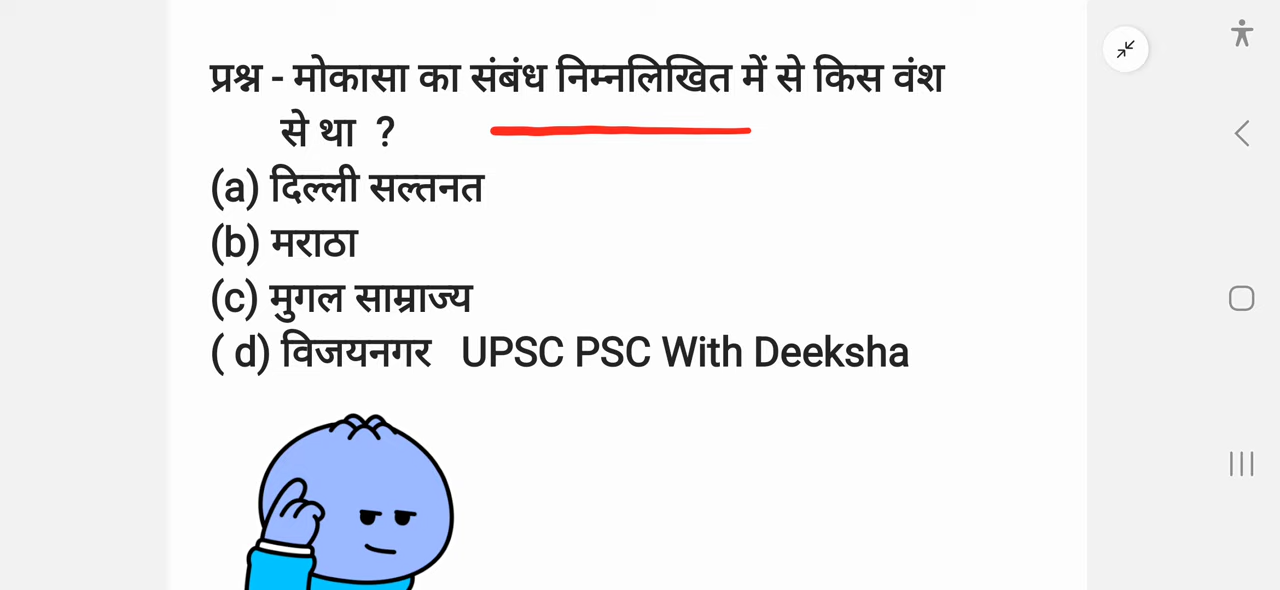 प्रश्न - मोकासा का संबंध निम्नलिखित में से किस वंश
से था ?
(a) दिल्ली सल्तनत
(b) मराठा
(c) मुगल साम्राज्य
( d) विजयनगर UPSC PSC With Deeksha